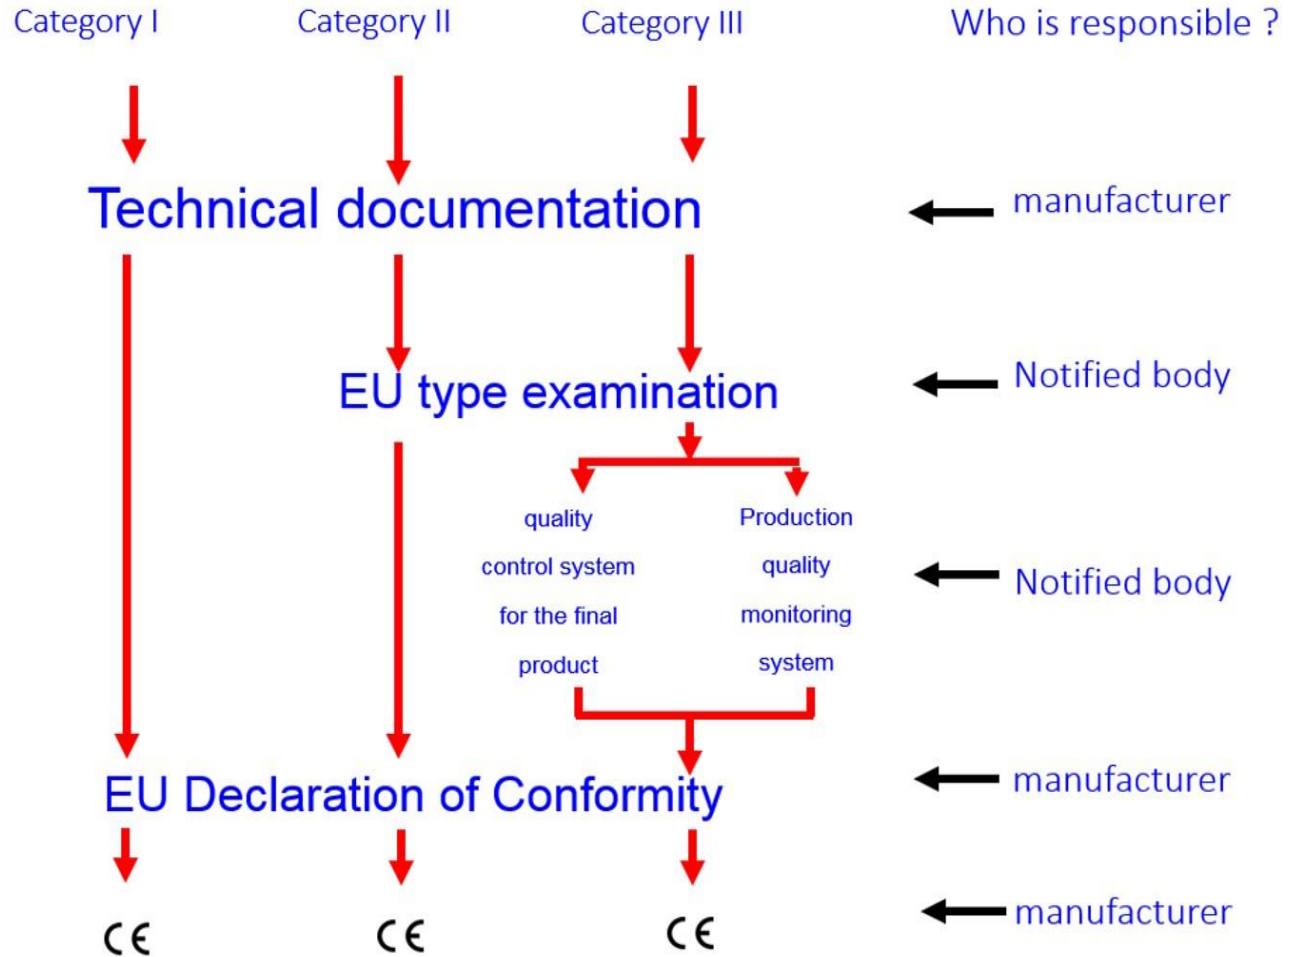 Category I
Category II
Category III
Who is responsible ?
Technical documentation
manufacturer
EU type examination
Notified body
quality
control system
for the final
product
Production
quality
monitoring
system
Notified body
EU Declaration of Conformity
manufacturer
CE
CE
CE
manufacturer